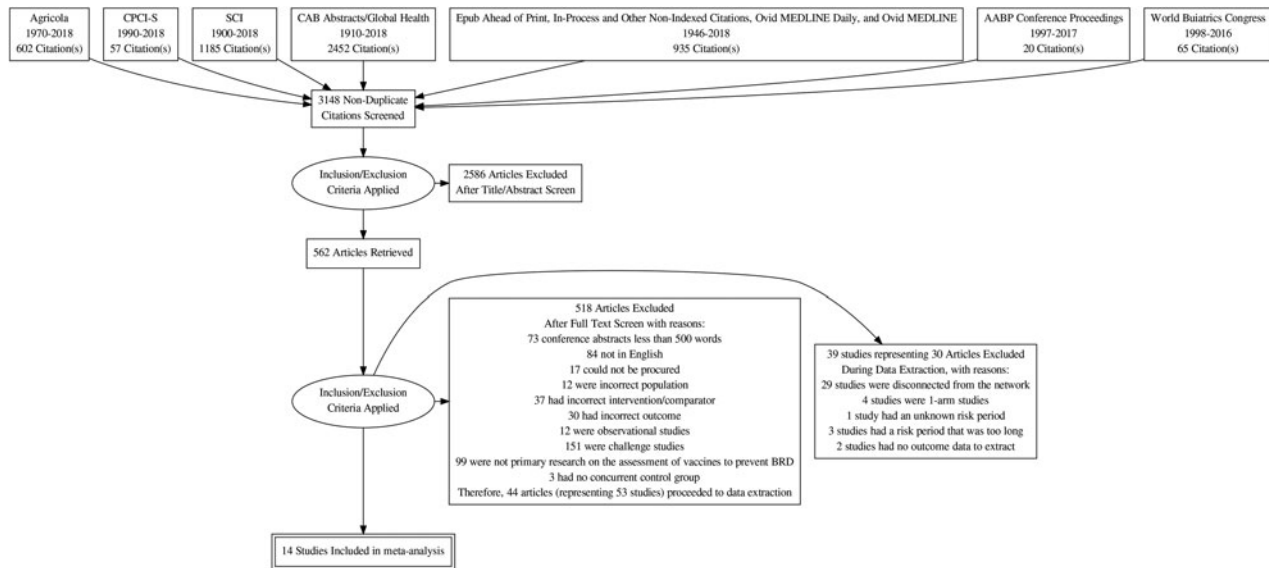 Agricola
1970-2018
602 Citation(s)
CPCI-S
1990-2018
57 Citation(s)
SCI
1900-2018
1185 Citation(s)
CAB Abstracts/Global Health
1910-2018
2452 Citation(s)
Epub Ahead of Print, In-Process and Other Non-Indexed Citations, Ovid MEDLINE Daily, and Ovid MEDLINE
1946-2018
935 Citation(s)
AABP Conference Proceedings
1997-2017
20 Citation(s)
World Buiatrics Congress
1998-2016
65 Citation(s)
3148 Non-Duplicate
Citations Screened
Inclusion/Exclusion
Criteria Applied
2586 Articles Excluded
After Title/Abstract Screen
562 Articles Retrieved
Inclusion/Exclusion
Criteria Applied
518 Articles Excluded
After Full Text Screen with reasons:
73 conference abstracts less than 500 words
84 not in English
17 could not be procured
12 were incorrect population
37 had incorrect intervention/comparator
30 had incorrect outcome
12 were observational studies
151 were challenge studies
99 were not primary research on the assessment of vaccines to prevent BRD
3 had no concurrent control group
Therefore, 44 articles (representing 53 studies) proceeded to data extraction
39 studies representing 30 Articles Excluded
During Data Extraction, with reasons:
29 studies were disconnected from the network
4 studies were 1-arm studies
1 study had an unknown risk period
3 studies had a risk period that was too long
2 studies had no outcome data to extract
14 Studies Included in meta-analysis